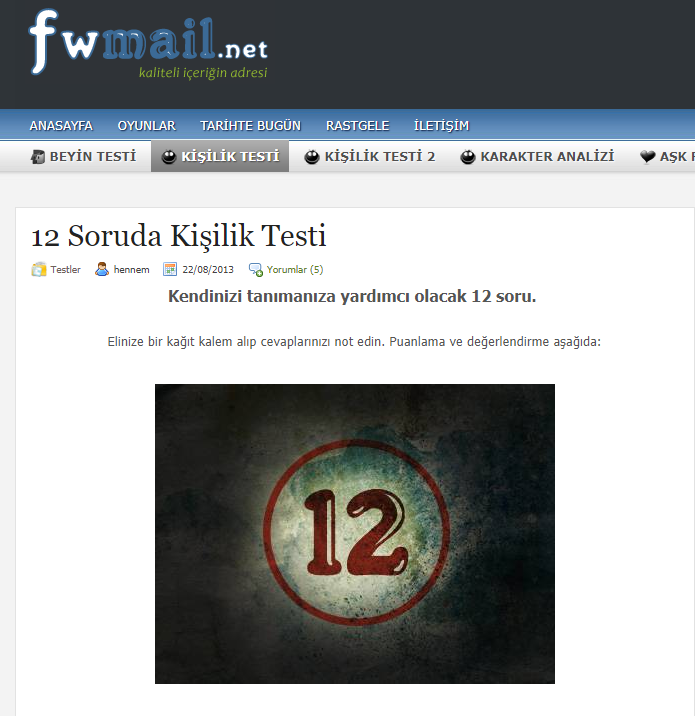 fwmail.net
kaliteli içeriğin adresi
ANASAYFA OYUNLAR TARİHTE BUGÜN RASTGELE İLETİŞİM
BEYİN TESTİ KİŞİLİK TESTİ KİŞİLİK TESTİ 2 KARAKTER ANALİZİ AŞK
12 Soruda Kişilik Testi
Testler hennem 22/08/2013 Yorumlar (5)
Kendinizi tanımanıza yardımcı olacak 12 soru.
Elinize bir kağıt kalem alıp cevaplarınızı not edin. Puanlama ve değerlendirme aşağıda:
12